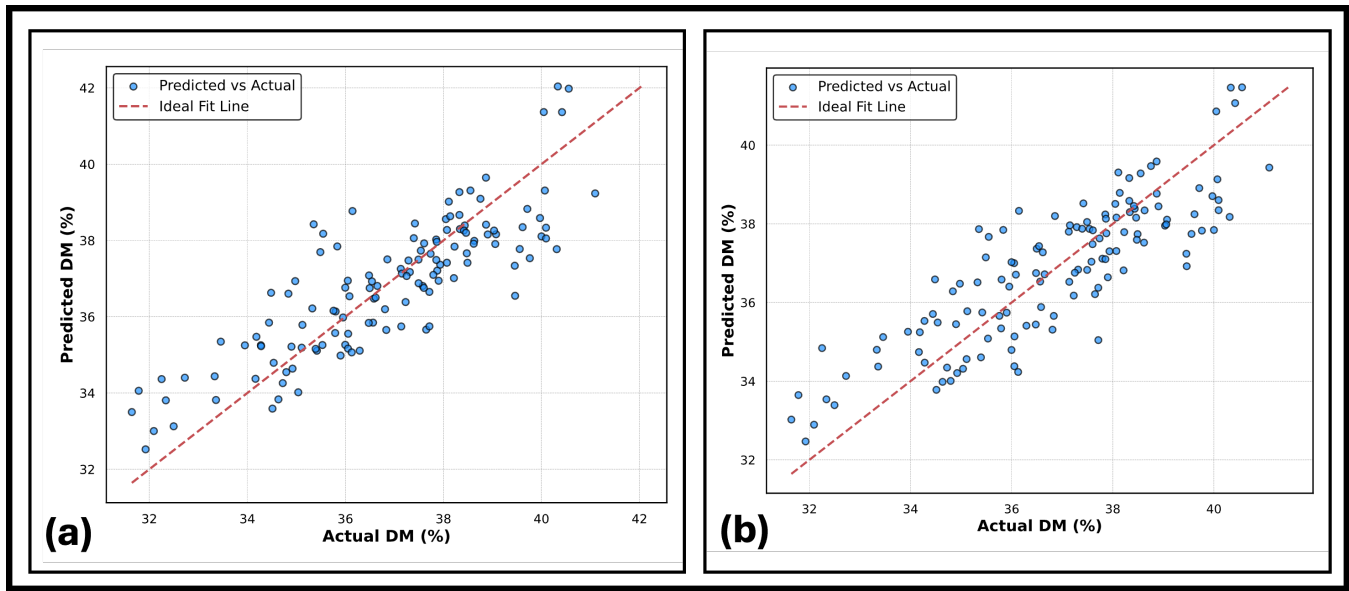 Predicted vs Actual
Ideal Fit Line
42
40
38
36
34
32
Predicted DM (%)
32 34 36 38 40 42
Actual DM (%)
(a)
Predicted vs Actual
Ideal Fit Line
40
38
36
34
32
Predicted DM (%)
32 34 36 38 40
Actual DM (%)
(b)